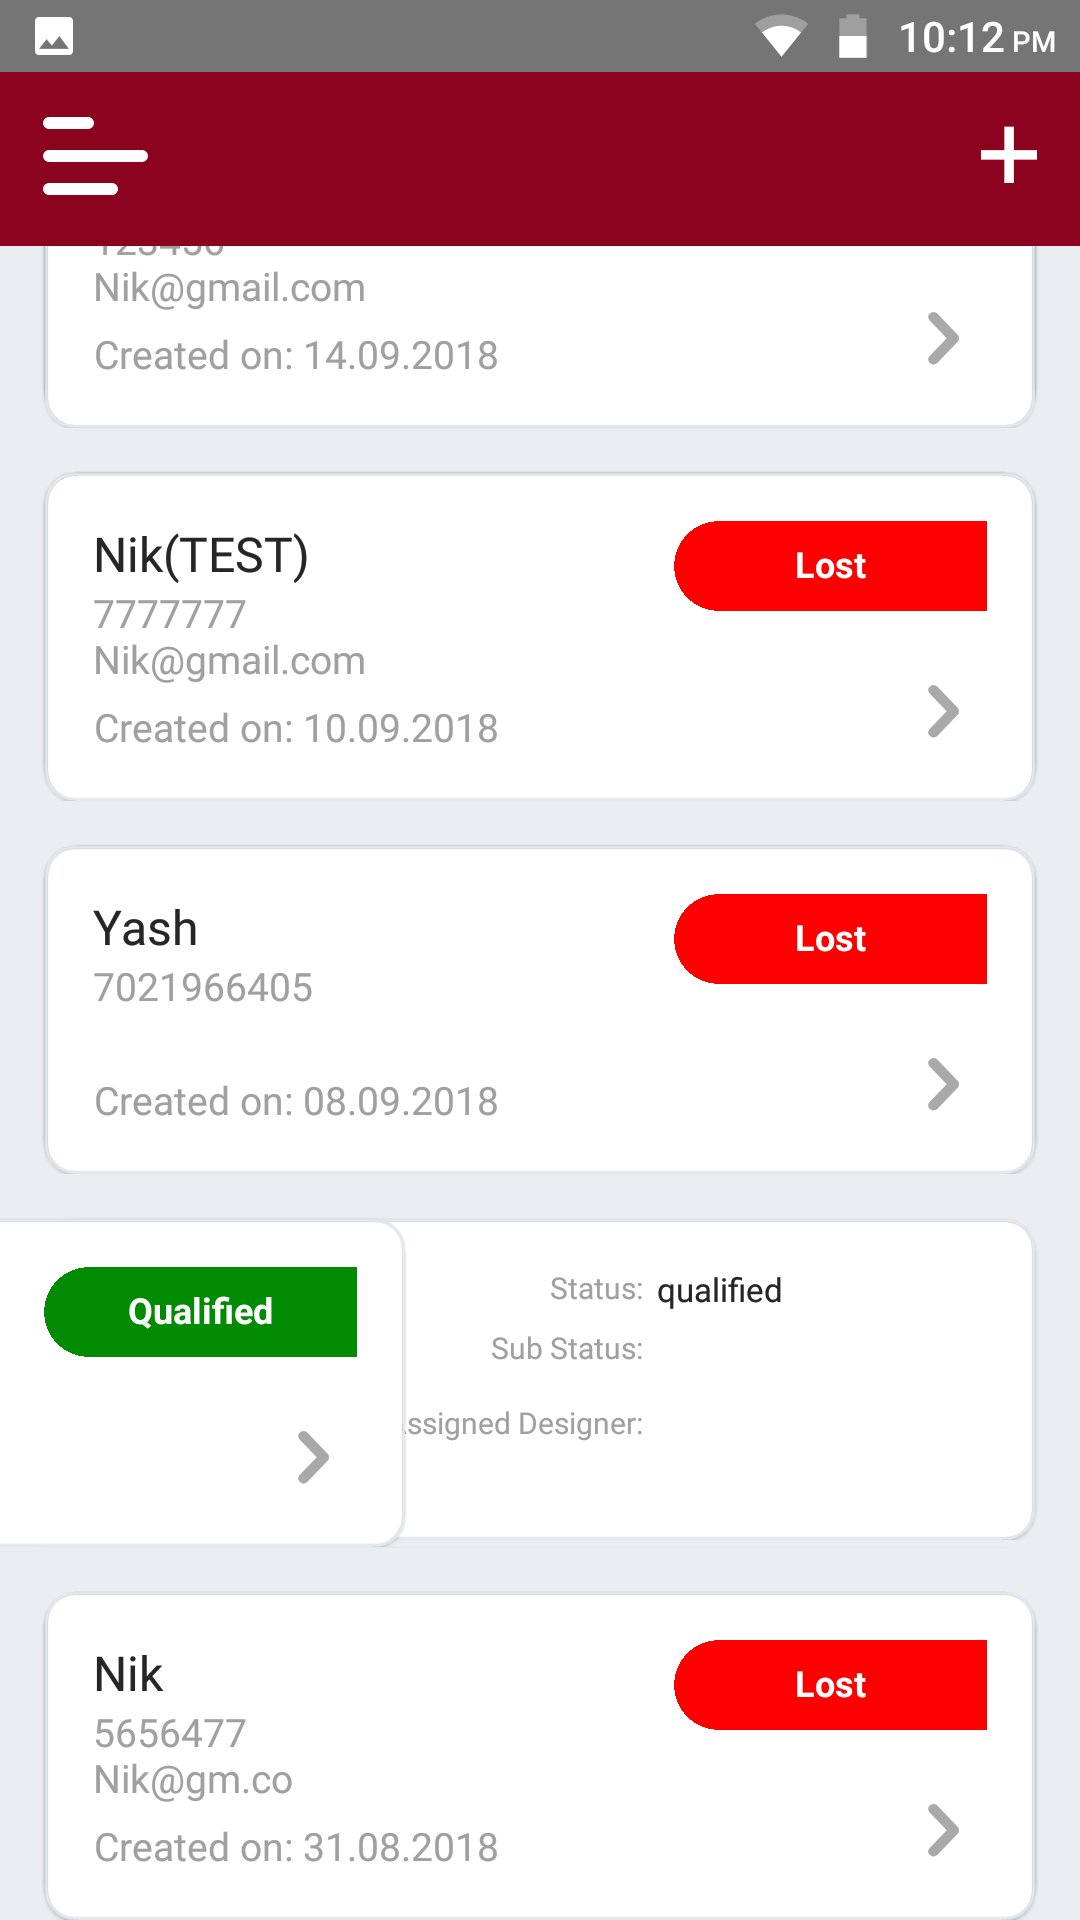 10:12 PM
123456
Nik@gmail.com
Created on: 14.09.2018
Nik(TEST)
Lost
7777777
Nik@gmail.com
Created on: 10.09.2018
Yash
Lost
7021966405
Created on: 08.09.2018
Qualified
Status: qualified
Sub Status:
ssigned Designer:
Nik
Lost
5656477
Nik@gm.co
Created on: 31.08.2018